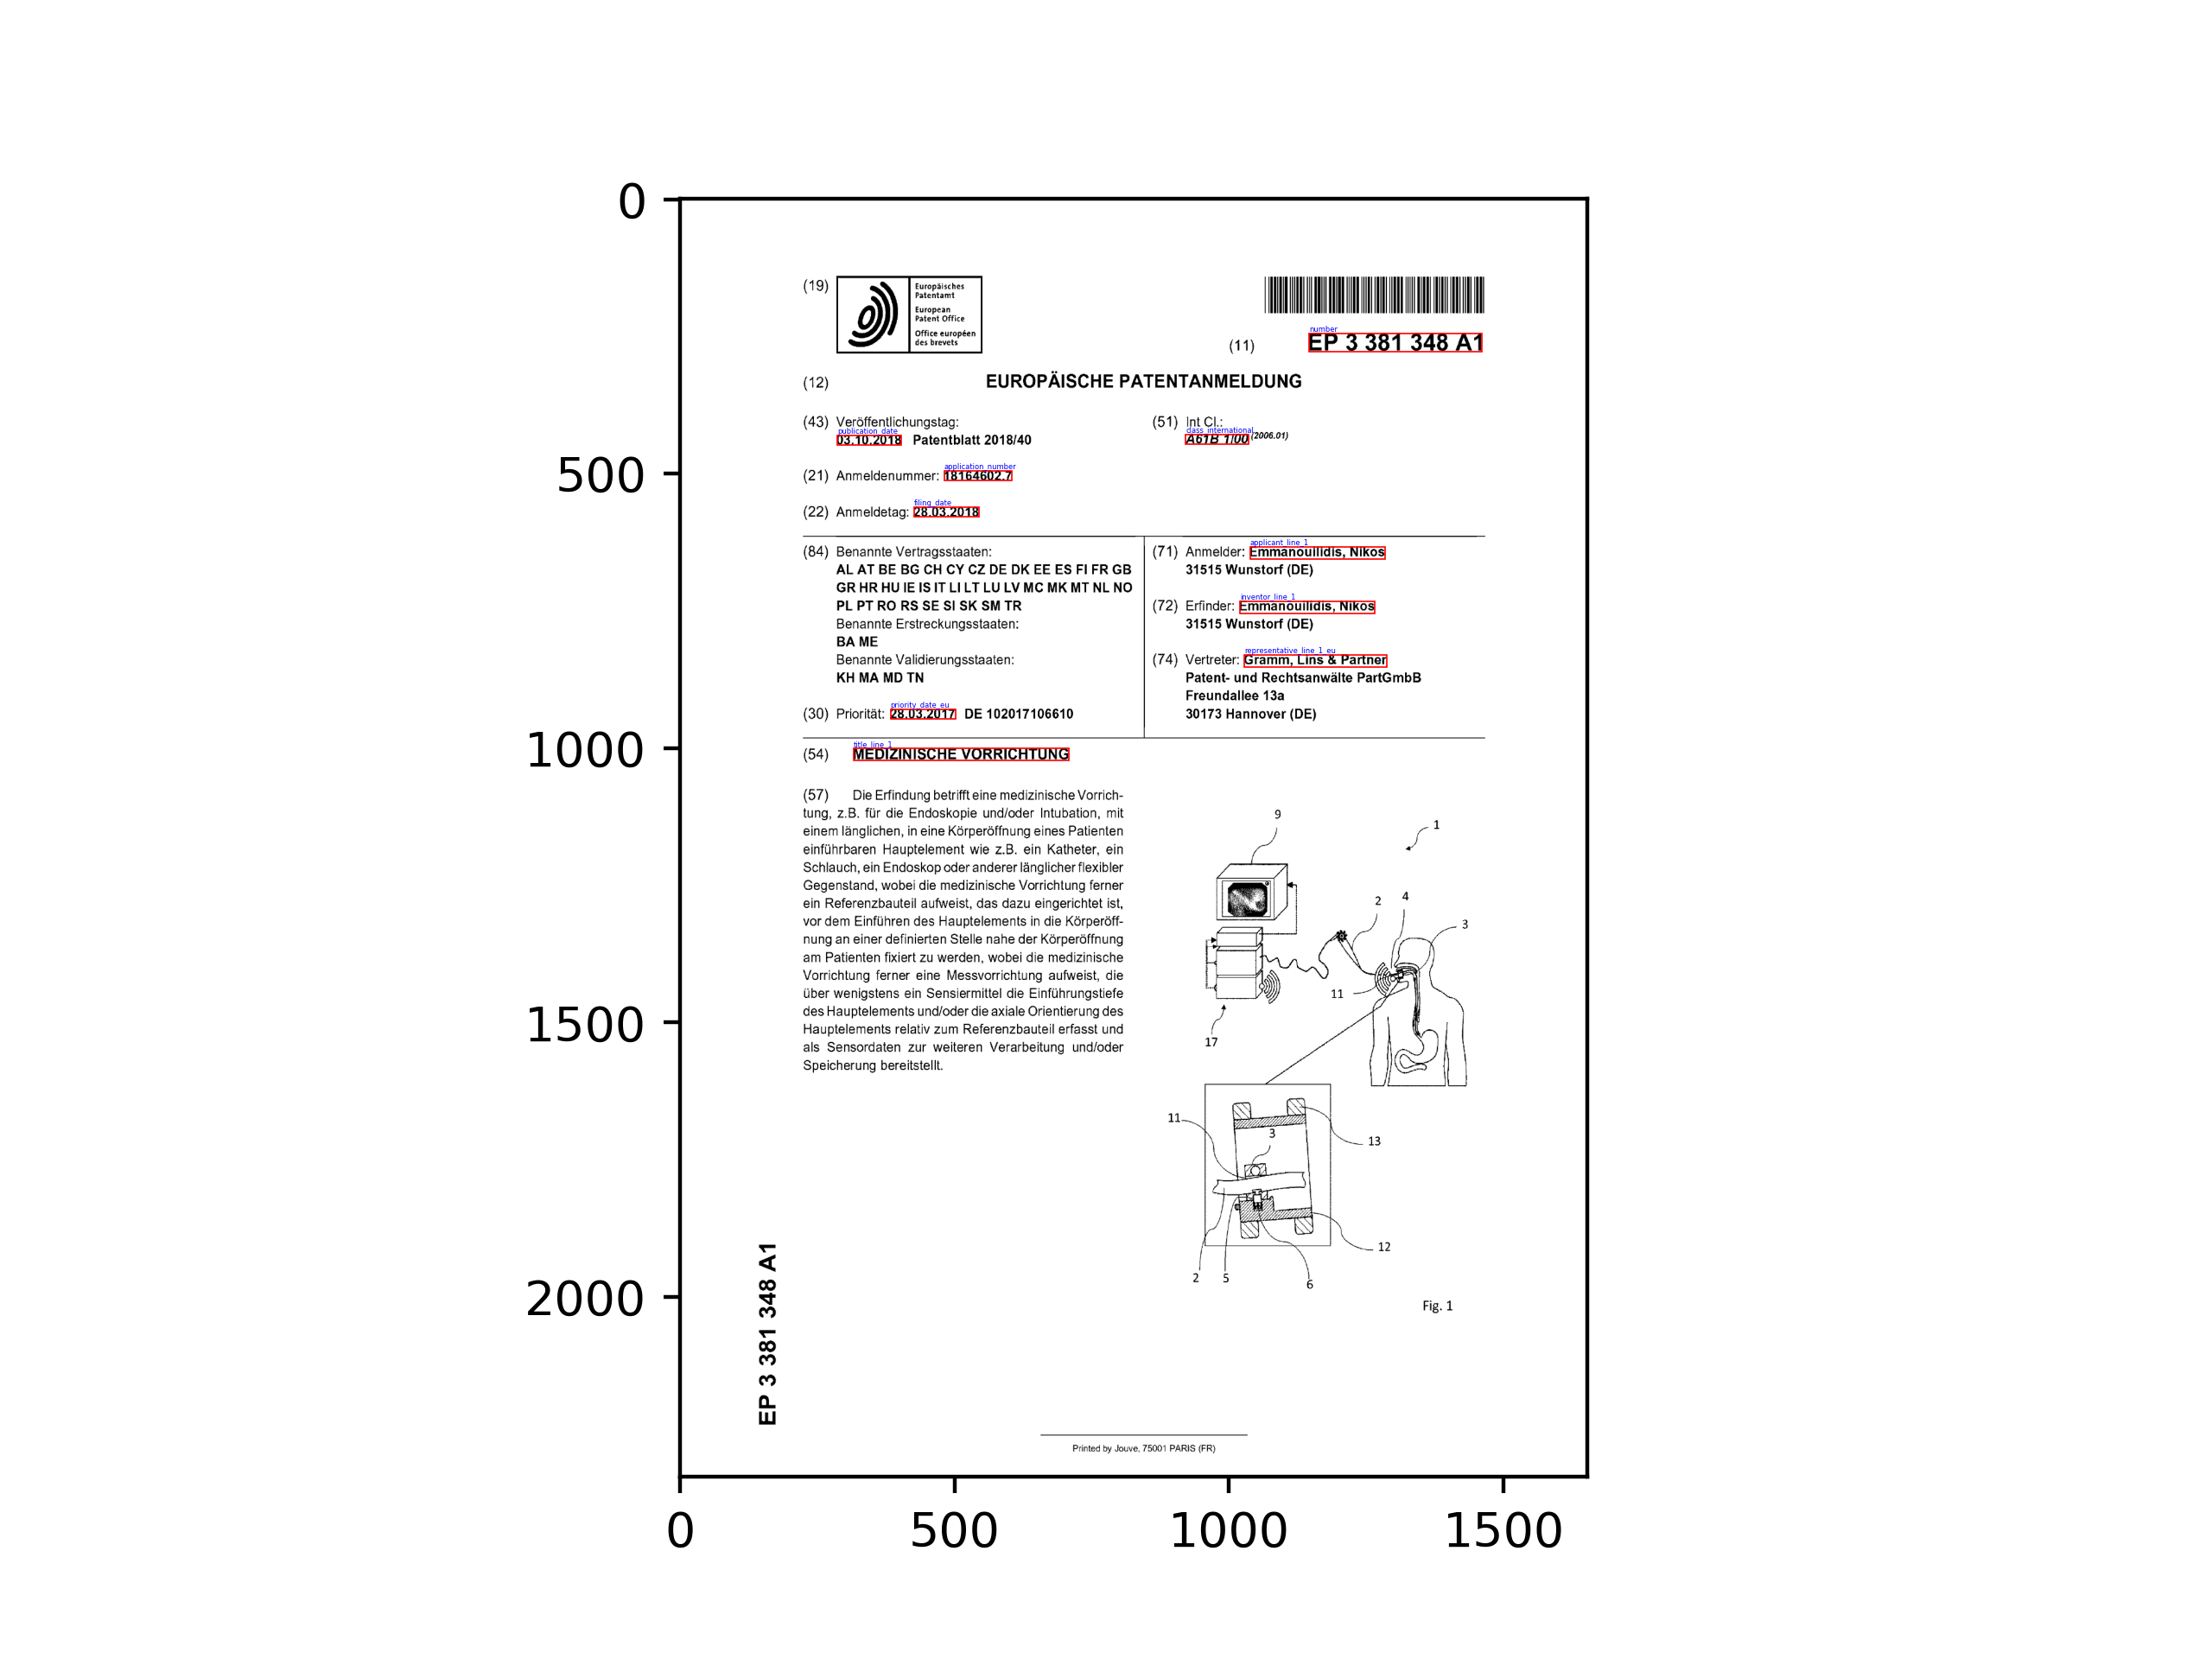 0
500
1000
1500
2000
0
500
1000
1500
(19)
Europäisches
Patentamt
European
Patent Office
Office européen
des brevets
number
(11) EP 3 381 348 A1
(12) EUROPÄISCHE PATENTANMELDUNG
(43) Veröffentlichungstag:
publication_date
03.10.2018 Patentblatt 2018/40
application_number
(21) Anmeldenummer: 18164602.7
filing_date
(22) Anmeldetag: 28.03.2018
(51) Int Cl.:
class_international
A61B 1/00 (2006.01)
(84) Benannte Vertragsstaaten:
AL AT BE BG CH CY CZ DE DK EE ES FI FR GB
GR HR HU IE IS IT LI LT LU LV MC MK MT NL NO
PL PT RO RS SE SI SK SM TR
Benannte Erstreckungsstaaten:
BA ME
Benannte Validierungsstaaten:
KH MA MD TN
priority_date_eu
(30) Priorität: 28.03.2017 DE 102017106610
applicant_line_1
(71) Anmelder: Emmanouilidis, Nikos
31515 Wunstorf (DE)
inventor_line_1
(72) Erfinder: Emmanouilidis, Nikos
31515 Wunstorf (DE)
representative_line_1_eu
(74) Vertreter: Gramm, Lins & Partner
Patent- und Rechtsanwälte PartGmbB
Freundallee 13a
30173 Hannover (DE)
title_line_1
(54) MEDIZINISCHE VORRICHTUNG
(57) Die Erfindung betrifft eine medizinische Vorrich-
tung, z.B. für die Endoskopie und/oder Intubation, mit
einem länglichen, in eine Körperöffnung eines Patienten
einführbaren Hauptelement wie z.B. ein Katheter, ein
Schlauch, ein Endoskop oder anderer länglicher flexibler
Gegenstand, wobei die medizinische Vorrichtung ferner
ein Referenzbauteil aufweist, das dazu eingerichtet ist,
vor dem Einführen des Hauptelements in die Körperöff-
nung an einer definierten Stelle nahe der Körperöffnung
am Patienten fixiert zu werden, wobei die medizinische
Vorrichtung ferner eine Messvorrichtung aufweist, die
über wenigstens ein Sensiermittel die Einführungstiefe
des Hauptelements und/oder die axiale Orientierung des
Hauptelements relativ zum Referenzbauteil erfasst und
als Sensordaten zur weiteren Verarbeitung und/oder
Speicherung bereitstellt.
9
1
2
4
3
11
17
11
3
13
12
2
5
6
Fig. 1
EP 3 381 348 A1
Printed by Jouve, 75001 PARIS (FR)